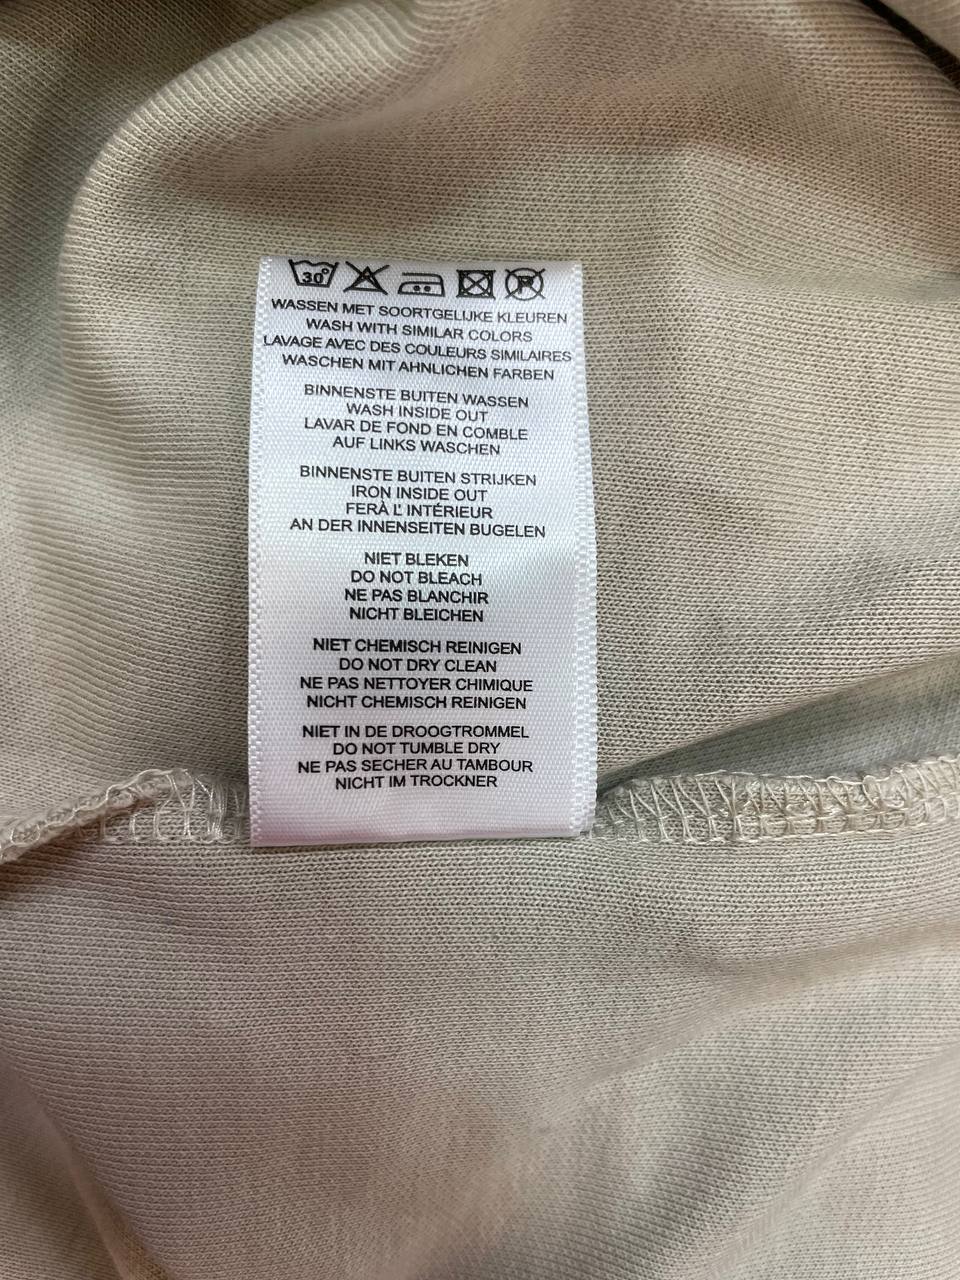 30°
P
WASSEN MET SOORTGELIJKE KLEUREN
WASH WITH SIMILAR COLORS
LAVAGE AVEC DES COULEURS SIMILAIRES
WASCHEN MIT AHNLICHEN FARBEN
BINNENSTE BUITEN WASSEN
WASH INSIDE OUT
LAVAR DE FOND EN COMBLE
AUF LINKS WASCHEN
BINNENSTE BUITEN STRIJKEN
IRON INSIDE OUT
FERÀ L' INTÉRIEUR
AN DER INNENSEITEN BUGELEN
NIET BLEKEN
DO NOT BLEACH
NE PAS BLANCHIR
NICHT BLEICHEN
NIET CHEMISCH REINIGEN
DO NOT DRY CLEAN
NE PAS NETTOYER CHIMIQUE
NICHT CHEMISCH REINIGEN
NIET IN DE DROOGTROMMEL
DO NOT TUMBLE DRY
NE PAS SECHER AU TAMBOUR
NICHT IM TROCKNER